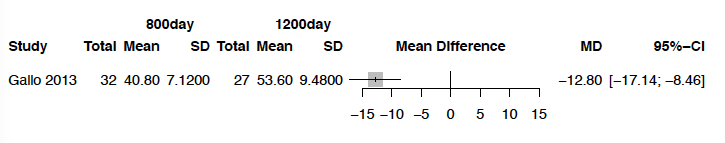 800day 1200day
Study Total Mean SD Total Mean SD Mean Difference MD 95%–CI
Gallo 2013 32 40.80 7.1200 27 53.60 9.4800 –12.80 [–17.14; –8.46]
–15 –10 –5 0 5 10 15